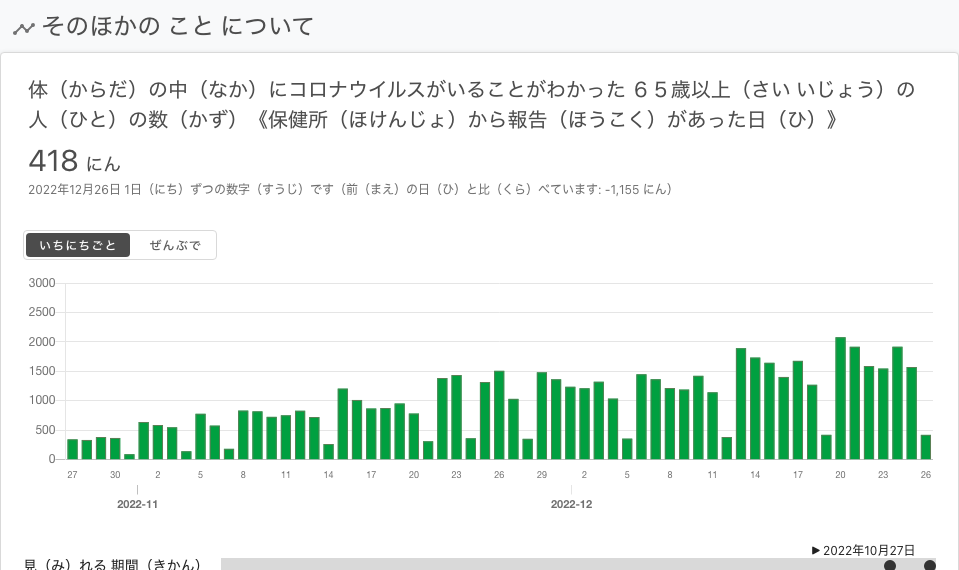 そのほかの こと について
体（からだ）の中（なか）にコロナウイルスがいることがわかった ６５歳以上（さい いじょう）の
人（ひと）の数（かず）《保健所（ほけんじょ）から報告（ほうこく）があった日（ひ）》
418 にん
2022年12月26日 1日（にち）ずつの数字（すうじ）です（前（まえ）の日（ひ）と比（くら）べています: -1,155 にん）
いちにちごと ぜんぶで
3000
2500
2000
1500
1000
500
0
27 30 2 5 8 11 14 17 20 23 26 29 2 5 8 11 14 17 20 23 26
2022-11 2022-12
▶ 2022年10月27日
見（み）れる 期間（きかん）